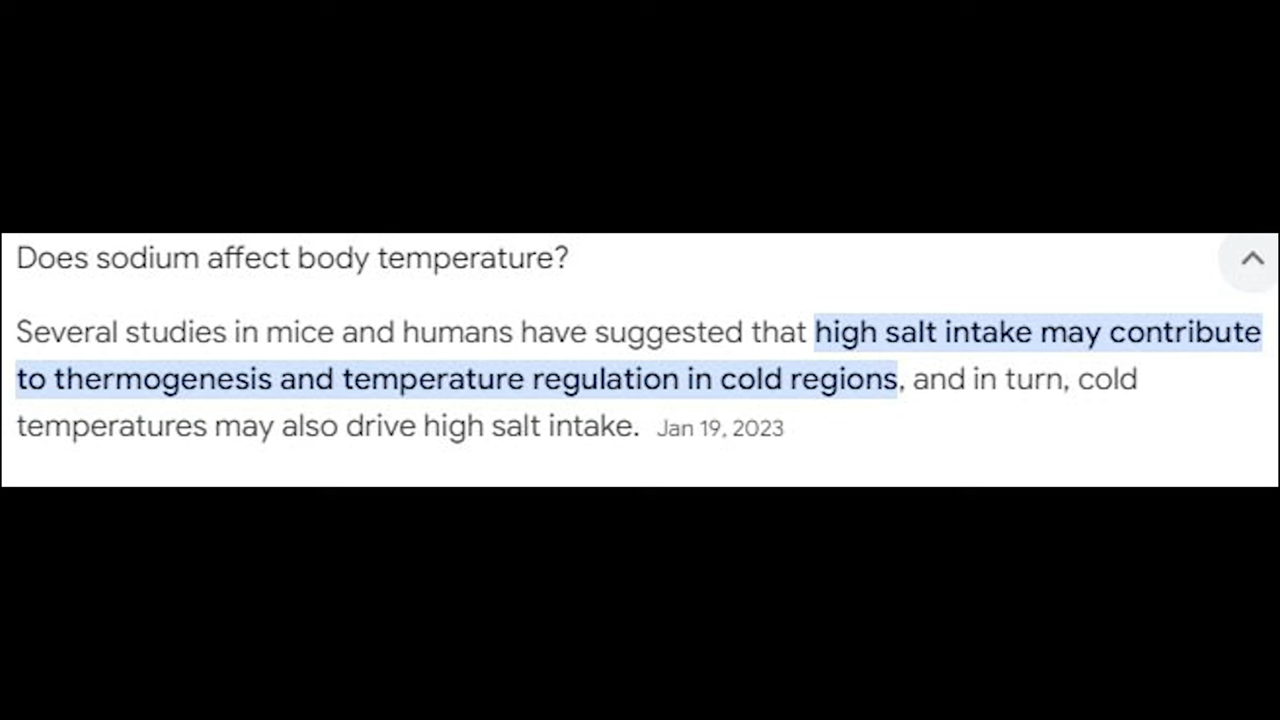 Does sodium affect body temperature?
Several studies in mice and humans have suggested that high salt intake may contribute
to thermogenesis and temperature regulation in cold regions, and in turn, cold
temperatures may also drive high salt intake. Jan 19, 2023